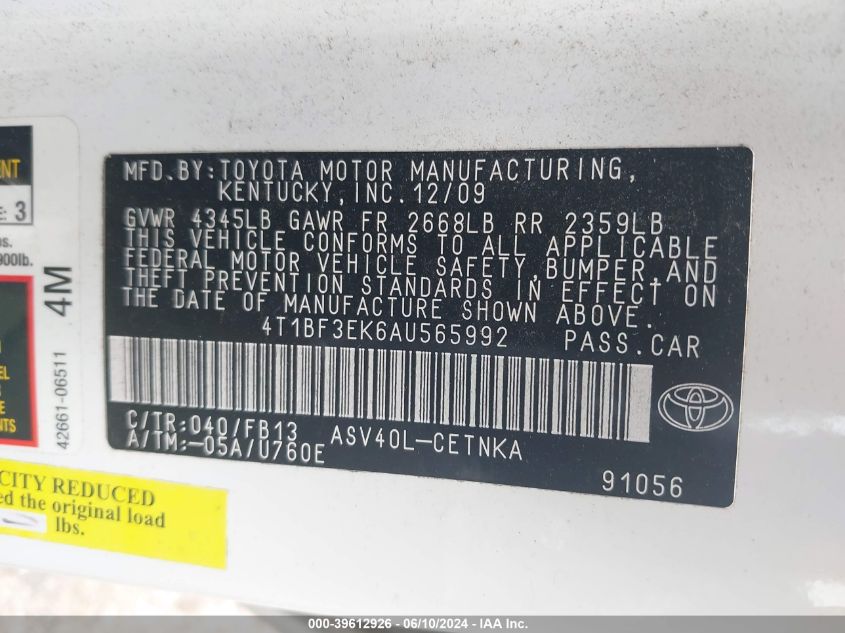 MFD.BY:TOYOTA MOTOR MANUFACTURING,
KENTUCKY,INC.12/09
GVWR 4345LB GAWR FR 2668LB RR 2359LB
THIS VEHICLE CONFORMS TO ALL APPLICABLE
FEDERAL MOTOR VEHICLE SAFETY,BUMPER,AND
THEFT PREVENTION STANDARDS IN EFFECT ON
THE DATE OF MANUFACTURE SHOWN ABOVE.
4T1BF3EK6AU565992 PASS.CAR
C/TR:040/FB13 ASV40L-CETNKA
A/TM:-05A/U760E
91056
3
900lb.
4M
42661-06511
CITY REDUCED
the original load
lbs.
000-39612926 - 06/10/2024 - IAA Inc.